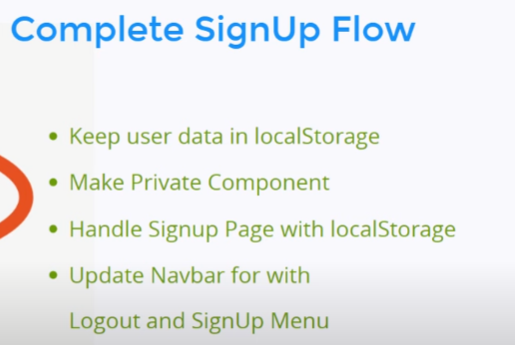 Complete SignUp Flow
• Keep user data in localStorage
• Make Private Component
• Handle Signup Page with localStorage
• Update Navbar for with
Logout and SignUp Menu